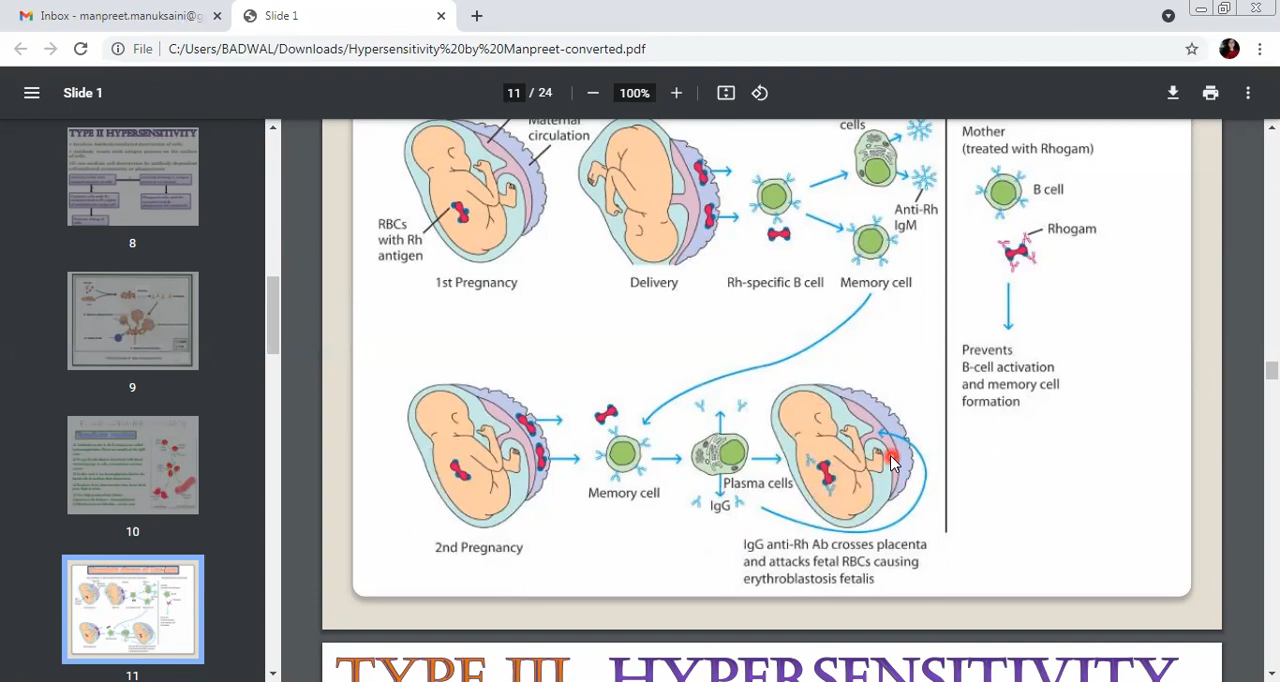 Inbox - manpreet.manuksaini@g
Slide 1
File
C:/Users/BADWAL/Downloads/Hypersensitivity%20by%20Manpreet-converted.pdf
Slide 1
11 / 24
100%
TYPE II HYPERSENSITIVITY
8
9
10
11
Maternal
circulation
RBCs
with Rh
antigen
1st Pregnancy
Delivery
Rh-specific B cell
cells
Anti-Rh
IgM
Memory cell
Mother
(treated with Rhogam)
B cell
Rhogam
Prevents
B-cell activation
and memory cell
formation
2nd Pregnancy
Memory cell
Plasma cells
IgG
IgG anti-Rh Ab crosses placenta
and attacks fetal RBCs causing
erythroblastosis fetalis
TYPE III HYPERSENSITIVITY